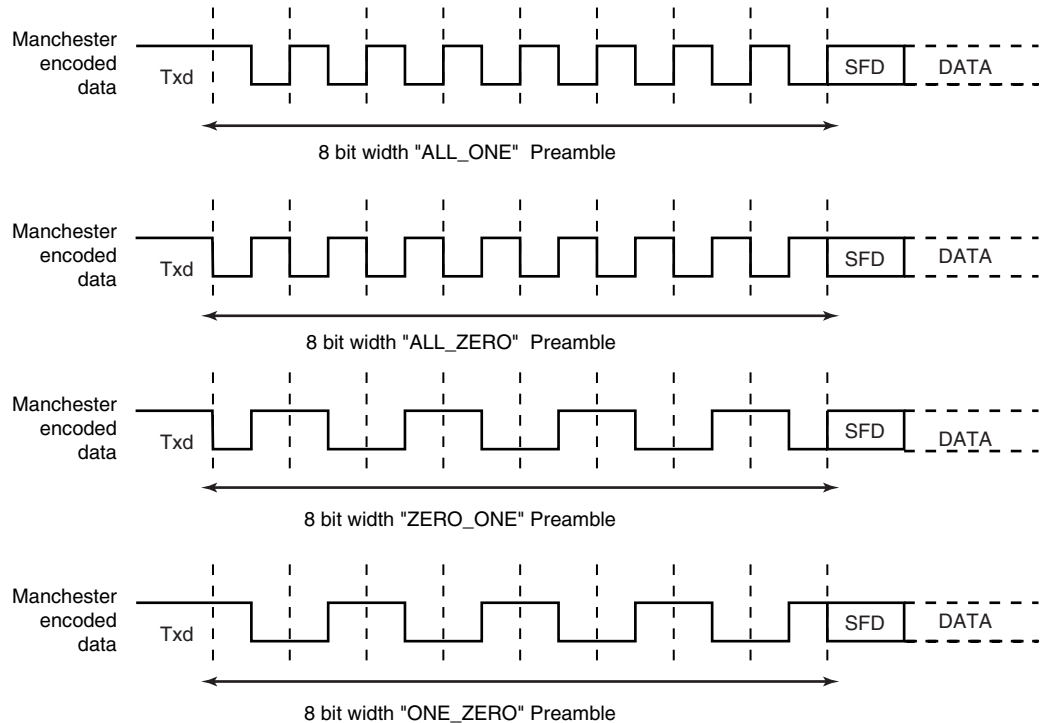 Manchester
encoded
data
Txd
SFD
DATA
8 bit width "ALL_ONE" Preamble
Manchester
encoded
data
Txd
SFD
DATA
8 bit width "ALL_ZERO" Preamble
Manchester
encoded
data
Txd
SFD
DATA
8 bit width "ZERO_ONE" Preamble
Manchester
encoded
data
Txd
SFD
DATA
8 bit width "ONE_ZERO" Preamble